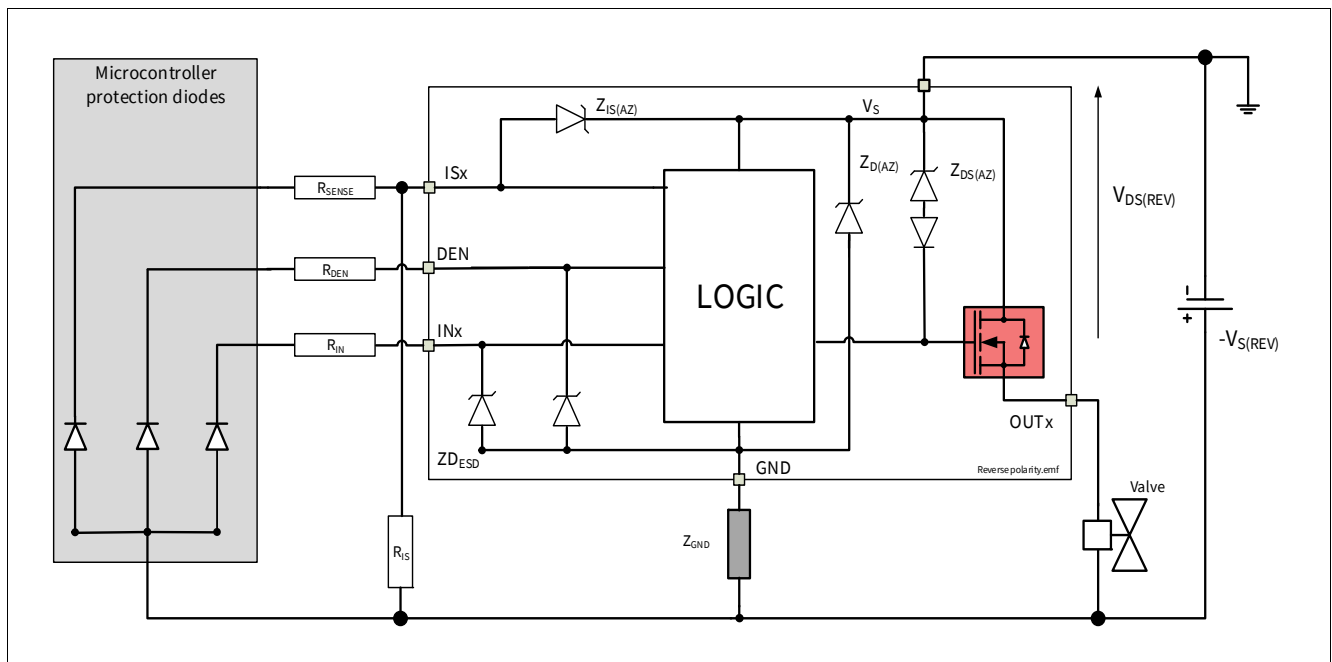 Microcontroller
protection diodes
Z_IS(AZ)
V_S
Z_D(AZ)
Z_DS(AZ)
V_DS(REV)
ISx
R_SENSE
DEN
R_DEN
LOGIC
INx
R_IN
-V_S(REV)
OUTx
ZD_ESD
GND
Reverse polarity.emf
Valve
Z_GND
R_IS